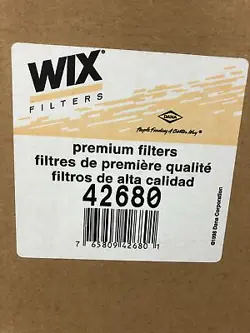 WIX®
FILTERS
DANA
People Finding A Better Way®
premium filters
filtres de première qualité
filtros de alta calidad
42680
7 65809 42680 1
©1998 Dana Corporation